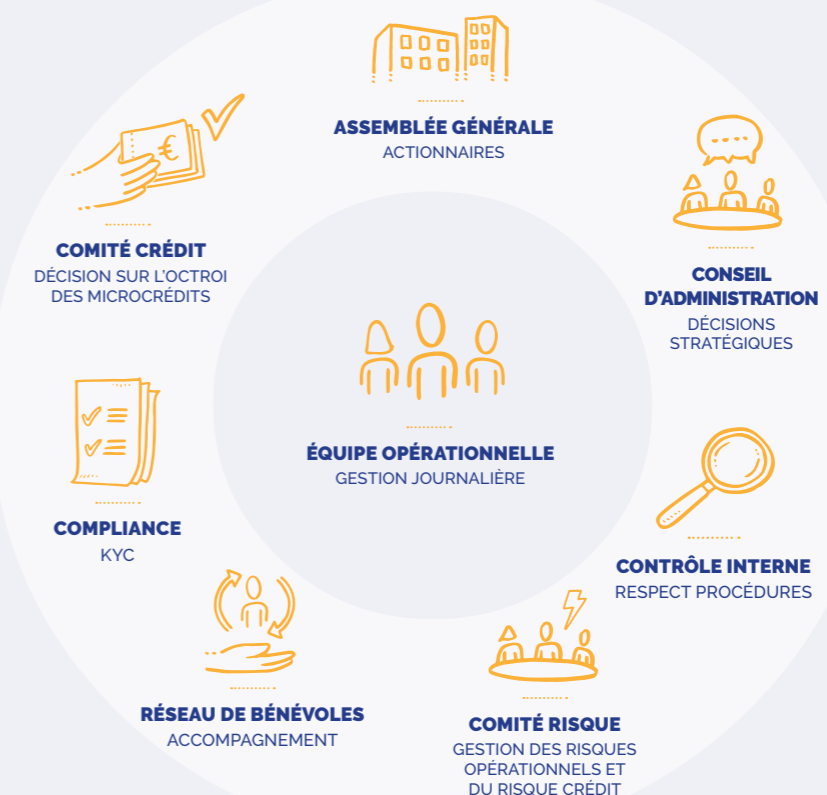 ASSEMBLÉE GÉNÉRALE
ACTIONNAIRES
COMITÉ CRÉDIT
DÉCISION SUR L'OCTROI
DES MICROCRÉDITS
CONSEIL
D'ADMINISTRATION
DÉCISIONS
STRATÉGIQUES
ÉQUIPE OPÉRATIONNELLE
GESTION JOURNALIÈRE
COMPLIANCE
KYC
CONTRÔLE INTERNE
RESPECT PROCÉDURES
RÉSEAU DE BÉNÉVOLES
ACCOMPAGNEMENT
COMITÉ RISQUE
GESTION DES RISQUES
OPÉRATIONNELS ET
DU RISQUE CRÉDIT